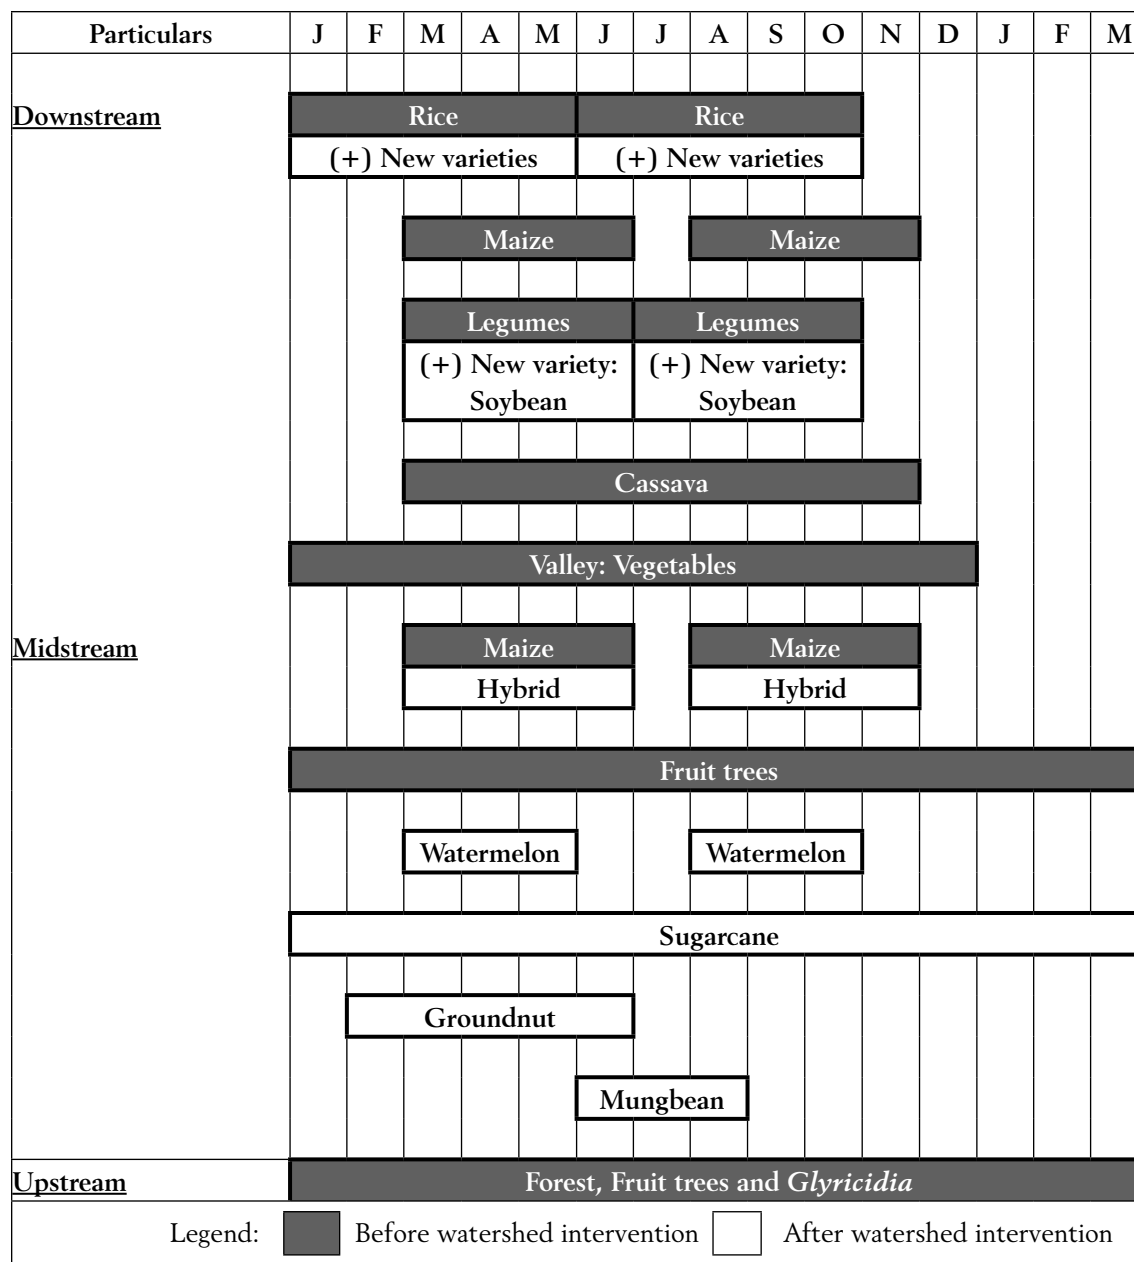 Particulars J F M A M J J A S O N D J F M
Downstream Rice Rice
(+) New varieties (+) New varieties
Maize Maize
Legumes Legumes
(+) New variety: (+) New variety:
Soybean Soybean
Cassava
Valley: Vegetables
Midstream Maize Maize
Hybrid Hybrid
Fruit trees
Watermelon Watermelon
Sugarcane
Groundnut
Mungbean
Upstream Forest, Fruit trees and Glyricidia
Legend: Before watershed intervention After watershed intervention